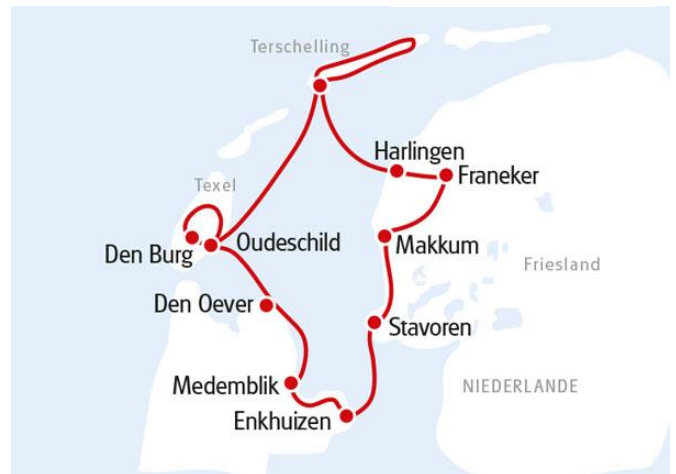 Terschelling
Harlingen
Franeker
Texel
Den Burg
Oudeschild
Makkum
Friesland
Den Oever
Stavoren
Medemblik
NIEDERLANDE
Enkhuizen